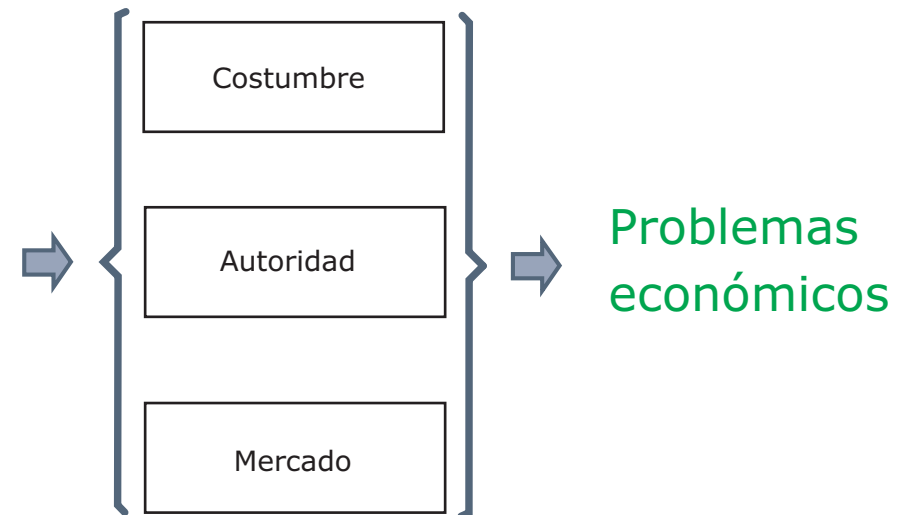 Costumbre
Autoridad
Mercado
Problemas
económicos